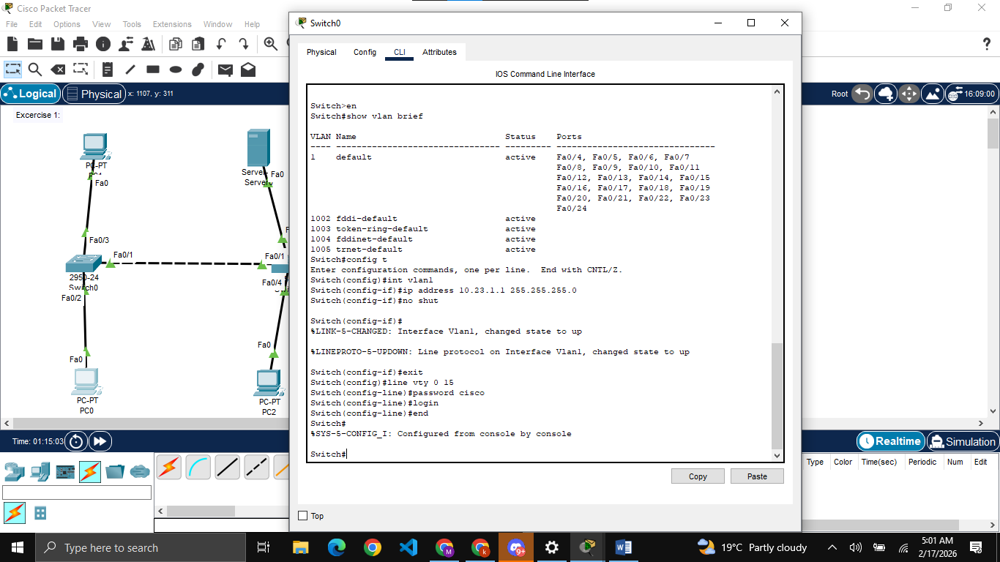 Cisco Packet Tracer
File Edit Options View Tools Extensions Window Help
Logical
Physical
x: 1107, y: 311
Root
16:09:00
Excercise 1:
PC-PT
Fa0
Fa0/3
Fa0/1
2950-24
Switch0
Fa0/2
Fa0
PC-PT
PC0
Server
Fa0
Fa0/1
Fa0/4
Fa0
PC-PT
PC2
Switch0
Physical Config CLI Attributes
IOS Command Line Interface
Switch>en
Switch#show vlan brief
VLAN Name Status Ports
---- -------------------------------- --------- -------------------------------
1 default active Fa0/4, Fa0/5, Fa0/6, Fa0/7
Fa0/8, Fa0/9, Fa0/10, Fa0/11
Fa0/12, Fa0/13, Fa0/14, Fa0/15
Fa0/16, Fa0/17, Fa0/18, Fa0/19
Fa0/20, Fa0/21, Fa0/22, Fa0/23
Fa0/24
1002 fddi-default active
1003 token-ring-default active
1004 fddinet-default active
1005 trnet-default active
Switch#config t
Enter configuration commands, one per line. End with CNTL/Z.
Switch(config)#int vlan1
Switch(config-if)#ip address 10.23.1.1 255.255.255.0
Switch(config-if)#no shut
Switch(config-if)#
%LINK-5-CHANGED: Interface Vlan1, changed state to up
%LINEPROTO-5-UPDOWN: Line protocol on Interface Vlan1, changed state to up
Switch(config-if)#exit
Switch(config)#line vty 0 15
Switch(config-line)#password cisco
Switch(config-line)#login
Switch(config-line)#end
Switch#
%SYS-5-CONFIG_I: Configured from console by console
Switch#
Copy
Paste
Top
Time: 01:15:03
Realtime
Simulation
Type Color Time(sec) Periodic Num Edit
Type here to search
M
k
9+
19°C Partly cloudy
5:01 AM
2/17/2026